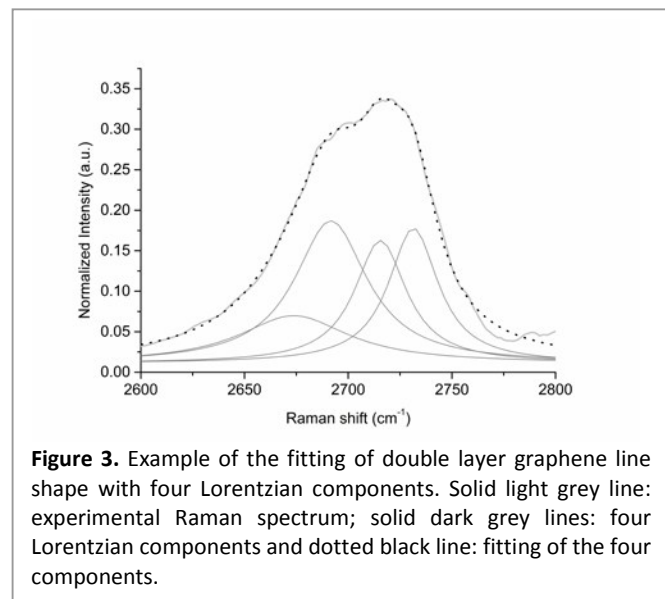 0.35
0.30
0.25
0.20
0.15
0.10
0.05
0.00
Normalized Intensity (a.u.)
2600 2650 2700 2750 2800
Raman shift (cm⁻¹)
Figure 3. Example of the fitting of double layer graphene line
shape with four Lorentzian components. Solid light grey line:
experimental Raman spectrum; solid dark grey lines: four
Lorentzian components and dotted black line: fitting of the four
components.